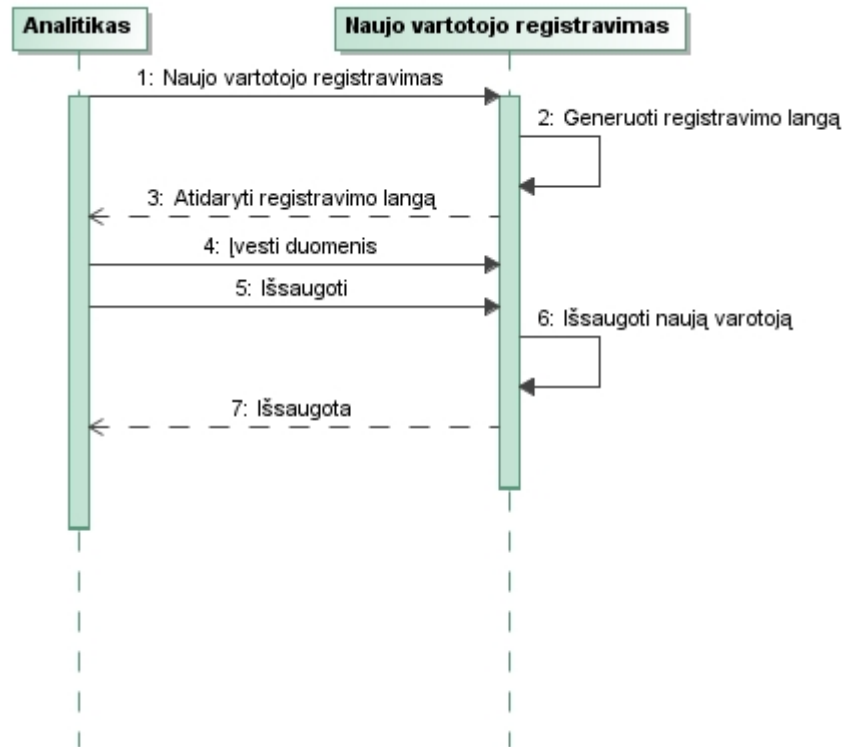 Analitikas
Naujo vartotojo registravimas
1: Naujo vartotojo registravimas
2: Generuoti registravimo langą
3: Atidaryti registravimo langą
4: Įvesti duomenis
5: Išsaugoti
6: Išsaugoti naują varotoją
7: Išsaugota